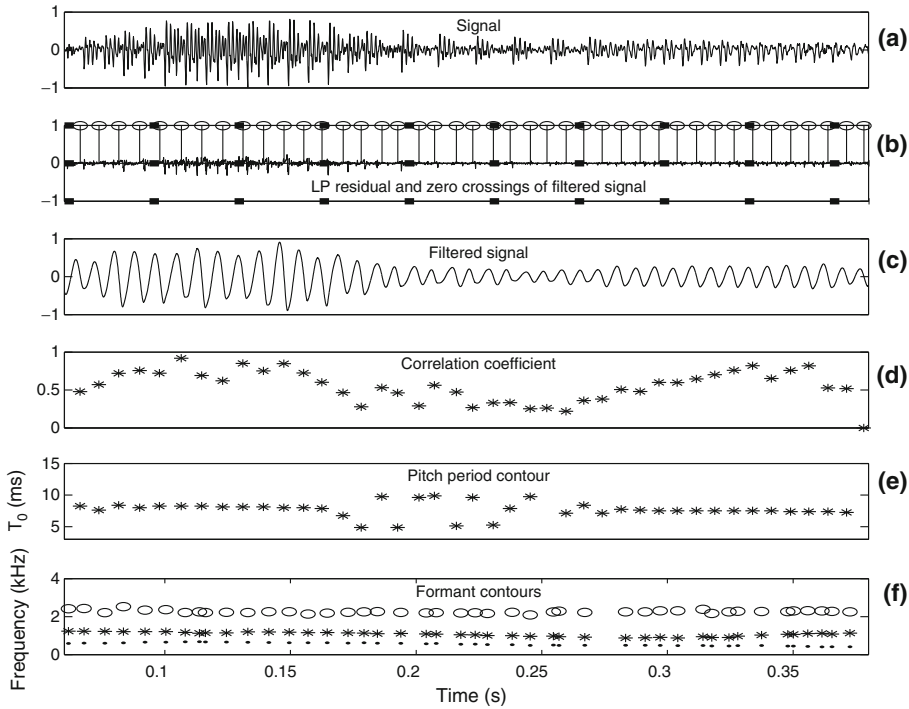 1
Signal
0
−1
(a)
1
0
LP residual and zero crossings of filtered signal
−1
(b)
1
Filtered signal
0
−1
(c)
1
Correlation coefficient
0.5
0
(d)
15
Pitch period contour
10
5
T0 (ms)
(e)
4
Formant contours
2
0
Frequency (kHz)
(f)
0.1 0.15 0.2 0.25 0.3 0.35
Time (s)